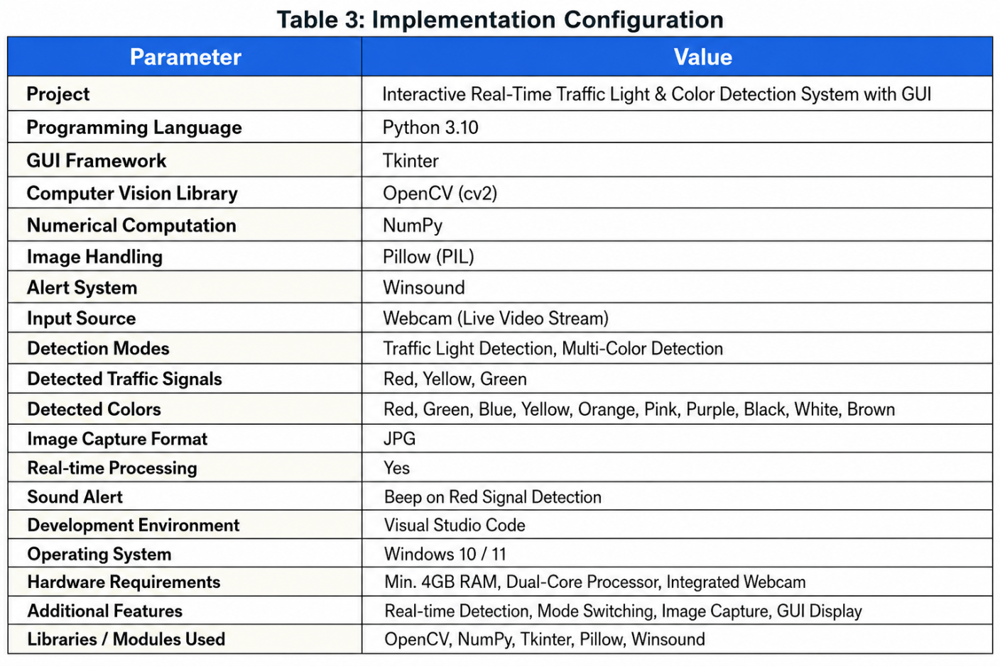 Table 3: Implementation Configuration
Parameter Value
Project Interactive Real-Time Traffic Light & Color Detection System with GUI
Programming Language Python 3.10
GUI Framework Tkinter
Computer Vision Library OpenCV (cv2)
Numerical Computation NumPy
Image Handling Pillow (PIL)
Alert System Winsound
Input Source Webcam (Live Video Stream)
Detection Modes Traffic Light Detection, Multi-Color Detection
Detected Traffic Signals Red, Yellow, Green
Detected Colors Red, Green, Blue, Yellow, Orange, Pink, Purple, Black, White, Brown
Image Capture Format JPG
Real-time Processing Yes
Sound Alert Beep on Red Signal Detection
Development Environment Visual Studio Code
Operating System Windows 10 / 11
Hardware Requirements Min. 4GB RAM, Dual-Core Processor, Integrated Webcam
Additional Features Real-time Detection, Mode Switching, Image Capture, GUI Display
Libraries / Modules Used OpenCV, NumPy, Tkinter, Pillow, Winsound